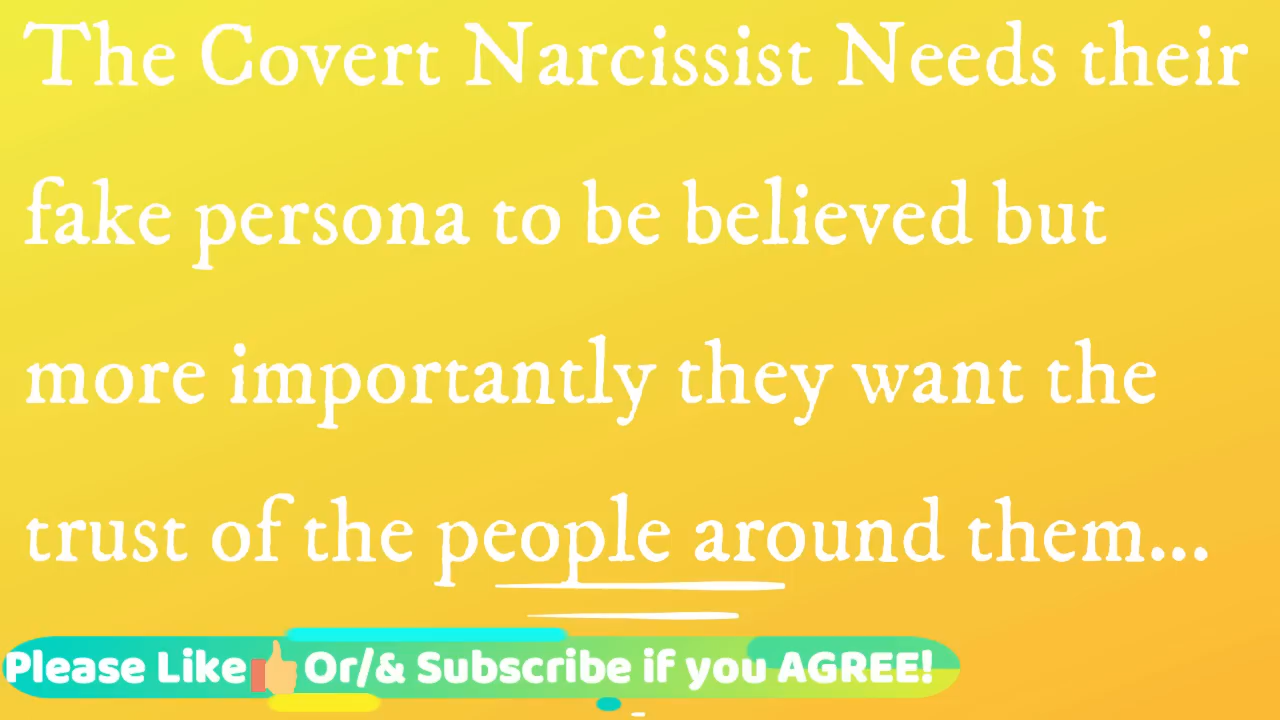 The Covert Narcissist Needs their
fake persona to be believed but
more importantly they want the
trust of the people around them...
Please Like👍Or/& Subscribe if you AGREE!